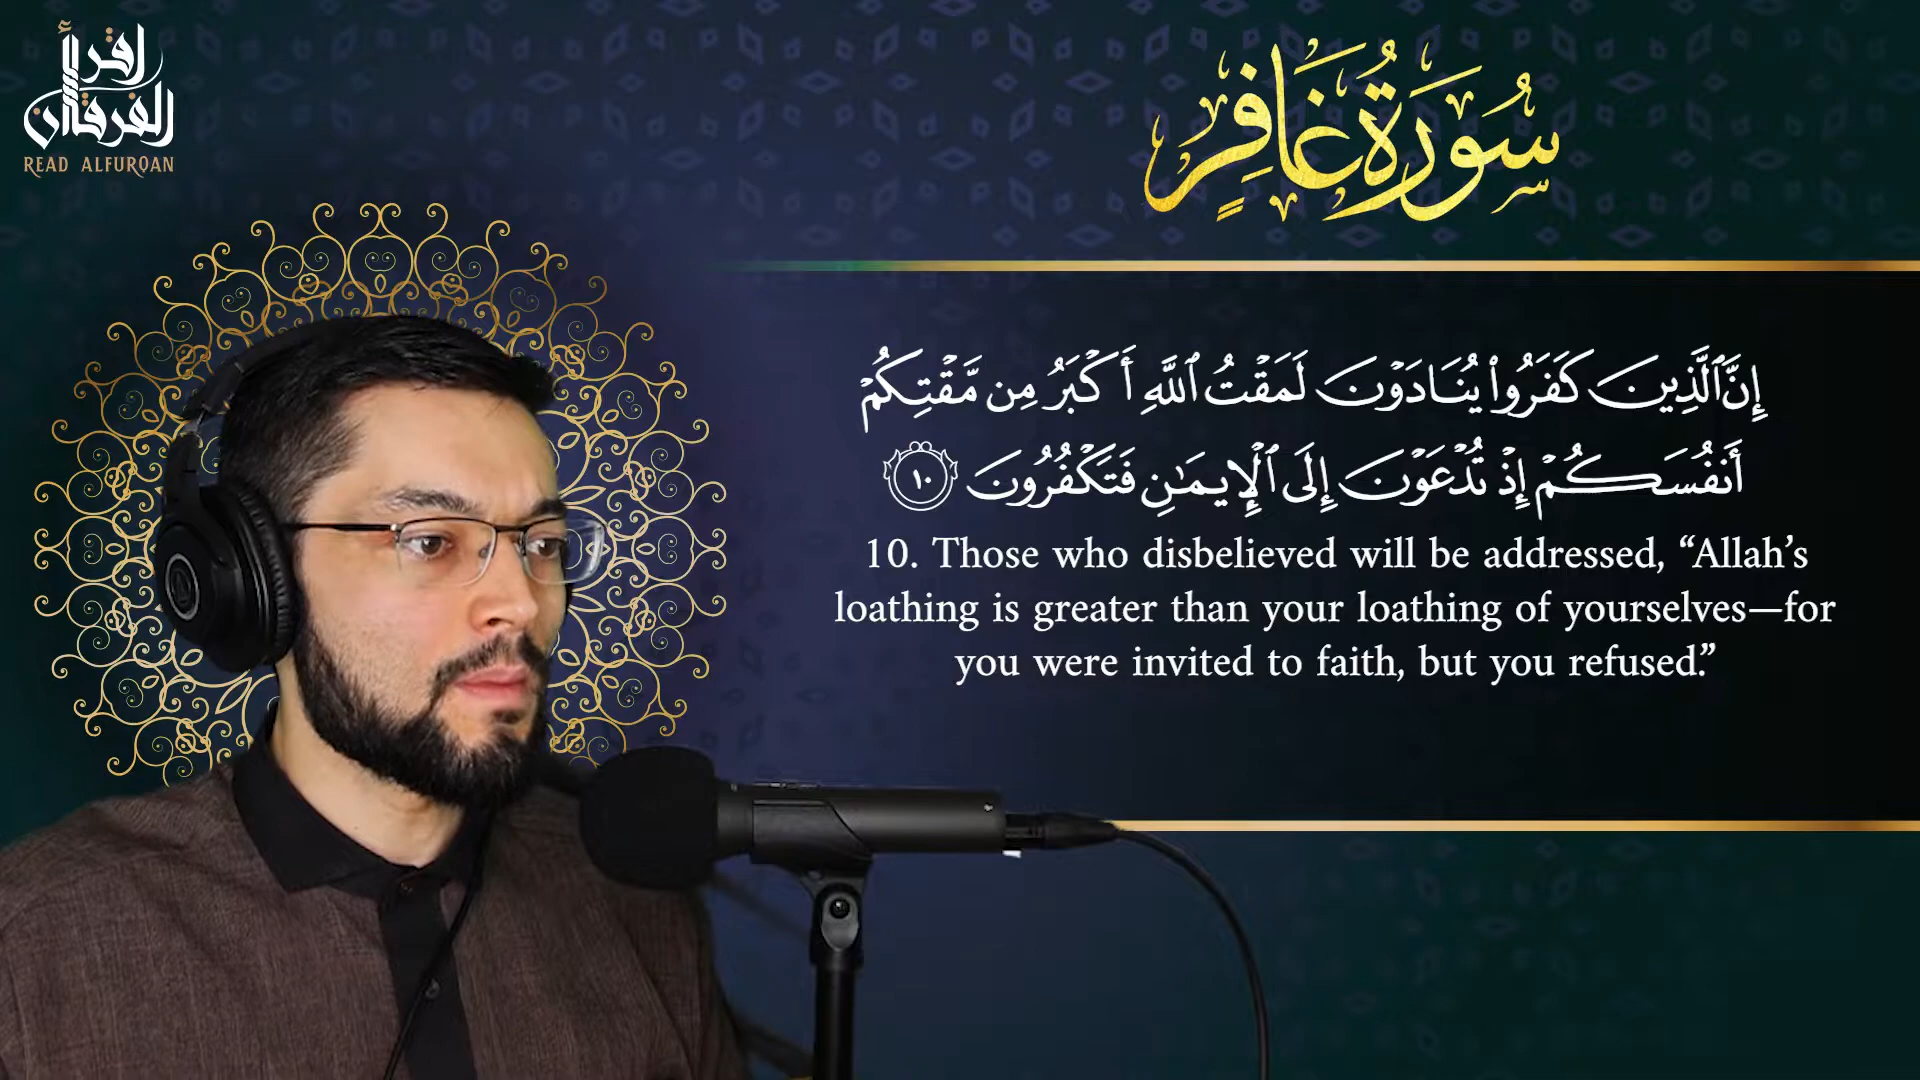 اقرأ
الفرقان
READ ALFURQAN
سُورَةُ غَافِرٍ
إِنَّ ٱلَّذِينَ كَفَرُوا۟ يُنَادَوْنَ لَمَقْتُ ٱللَّهِ أَكْبَرُ مِن مَّقْتِكُمْ
أَنفُسَكُمْ إِذْ تُدْعَوْنَ إِلَى ٱلْإِيمَـٰنِ فَتَكْفُرُونَ ١٠
10. Those who disbelieved will be addressed, “Allah’s
loathing is greater than your loathing of yourselves—for
you were invited to faith, but you refused.”